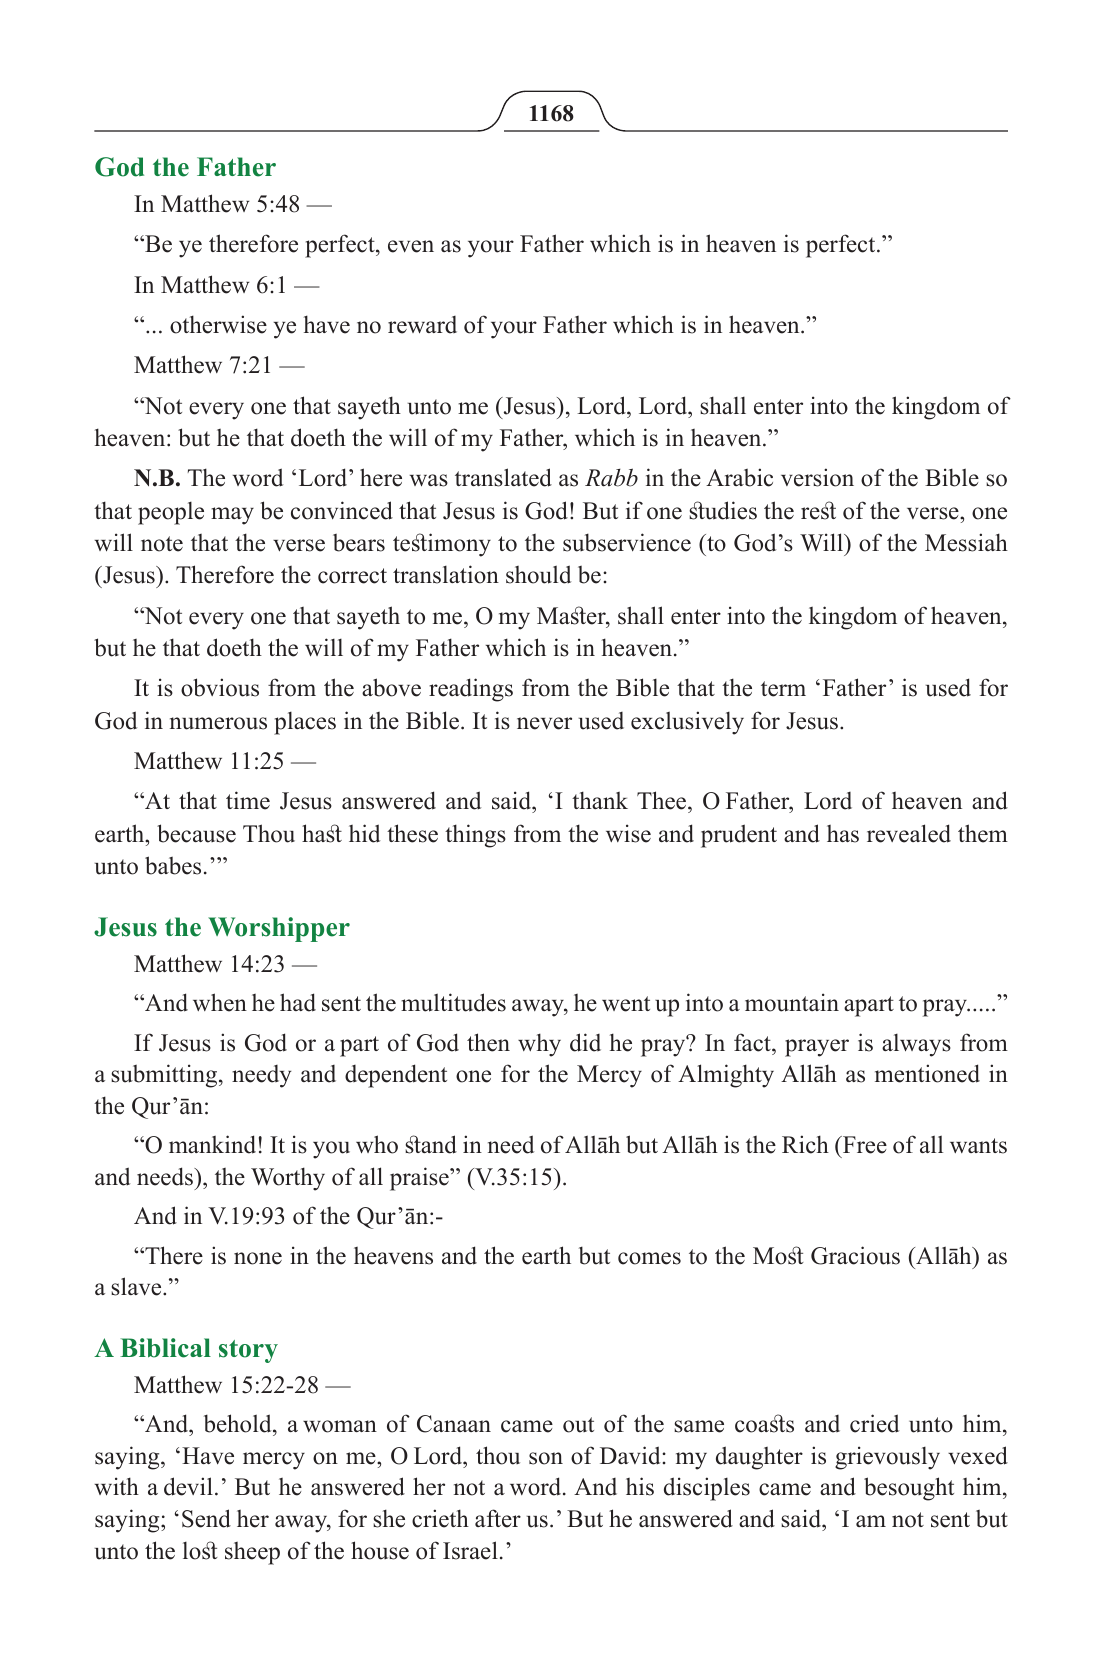 1168
God the Father
In Matthew 5:48 —
“Be ye therefore perfect, even as your Father which is in heaven is perfect.”
In Matthew 6:1 —
“... otherwise ye have no reward of your Father which is in heaven.”
Matthew 7:21 —
“Not every one that sayeth unto me (Jesus), Lord, Lord, shall enter into the kingdom of
heaven: but he that doeth the will of my Father, which is in heaven.”
N.B. The word ‘Lord’ here was translated as Rabb in the Arabic version of the Bible so
that people may be convinced that Jesus is God! But if one studies the rest of the verse, one
will note that the verse bears testimony to the subservience (to God’s Will) of the Messiah
(Jesus). Therefore the correct translation should be:
“Not every one that sayeth to me, O my Master, shall enter into the kingdom of heaven,
but he that doeth the will of my Father which is in heaven.”
It is obvious from the above readings from the Bible that the term ‘Father’ is used for
God in numerous places in the Bible. It is never used exclusively for Jesus.
Matthew 11:25 —
“At that time Jesus answered and said, ‘I thank Thee, O Father, Lord of heaven and
earth, because Thou hast hid these things from the wise and prudent and has revealed them
unto babes.’”
Jesus the Worshipper
Matthew 14:23 —
“And when he had sent the multitudes away, he went up into a mountain apart to pray.....”
If Jesus is God or a part of God then why did he pray? In fact, prayer is always from
a submitting, needy and dependent one for the Mercy of Almighty Allāh as mentioned in
the Qur’ān:
“O mankind! It is you who stand in need of Allāh but Allāh is the Rich (Free of all wants
and needs), the Worthy of all praise” (V.35:15).
And in V.19:93 of the Qur’ān:-
“There is none in the heavens and the earth but comes to the Most Gracious (Allāh) as
a slave.”
A Biblical story
Matthew 15:22-28 —
“And, behold, a woman of Canaan came out of the same coasts and cried unto him,
saying, ‘Have mercy on me, O Lord, thou son of David: my daughter is grievously vexed
with a devil.’ But he answered her not a word. And his disciples came and besought him,
saying; ‘Send her away, for she crieth after us.’ But he answered and said, ‘I am not sent but
unto the lost sheep of the house of Israel.’